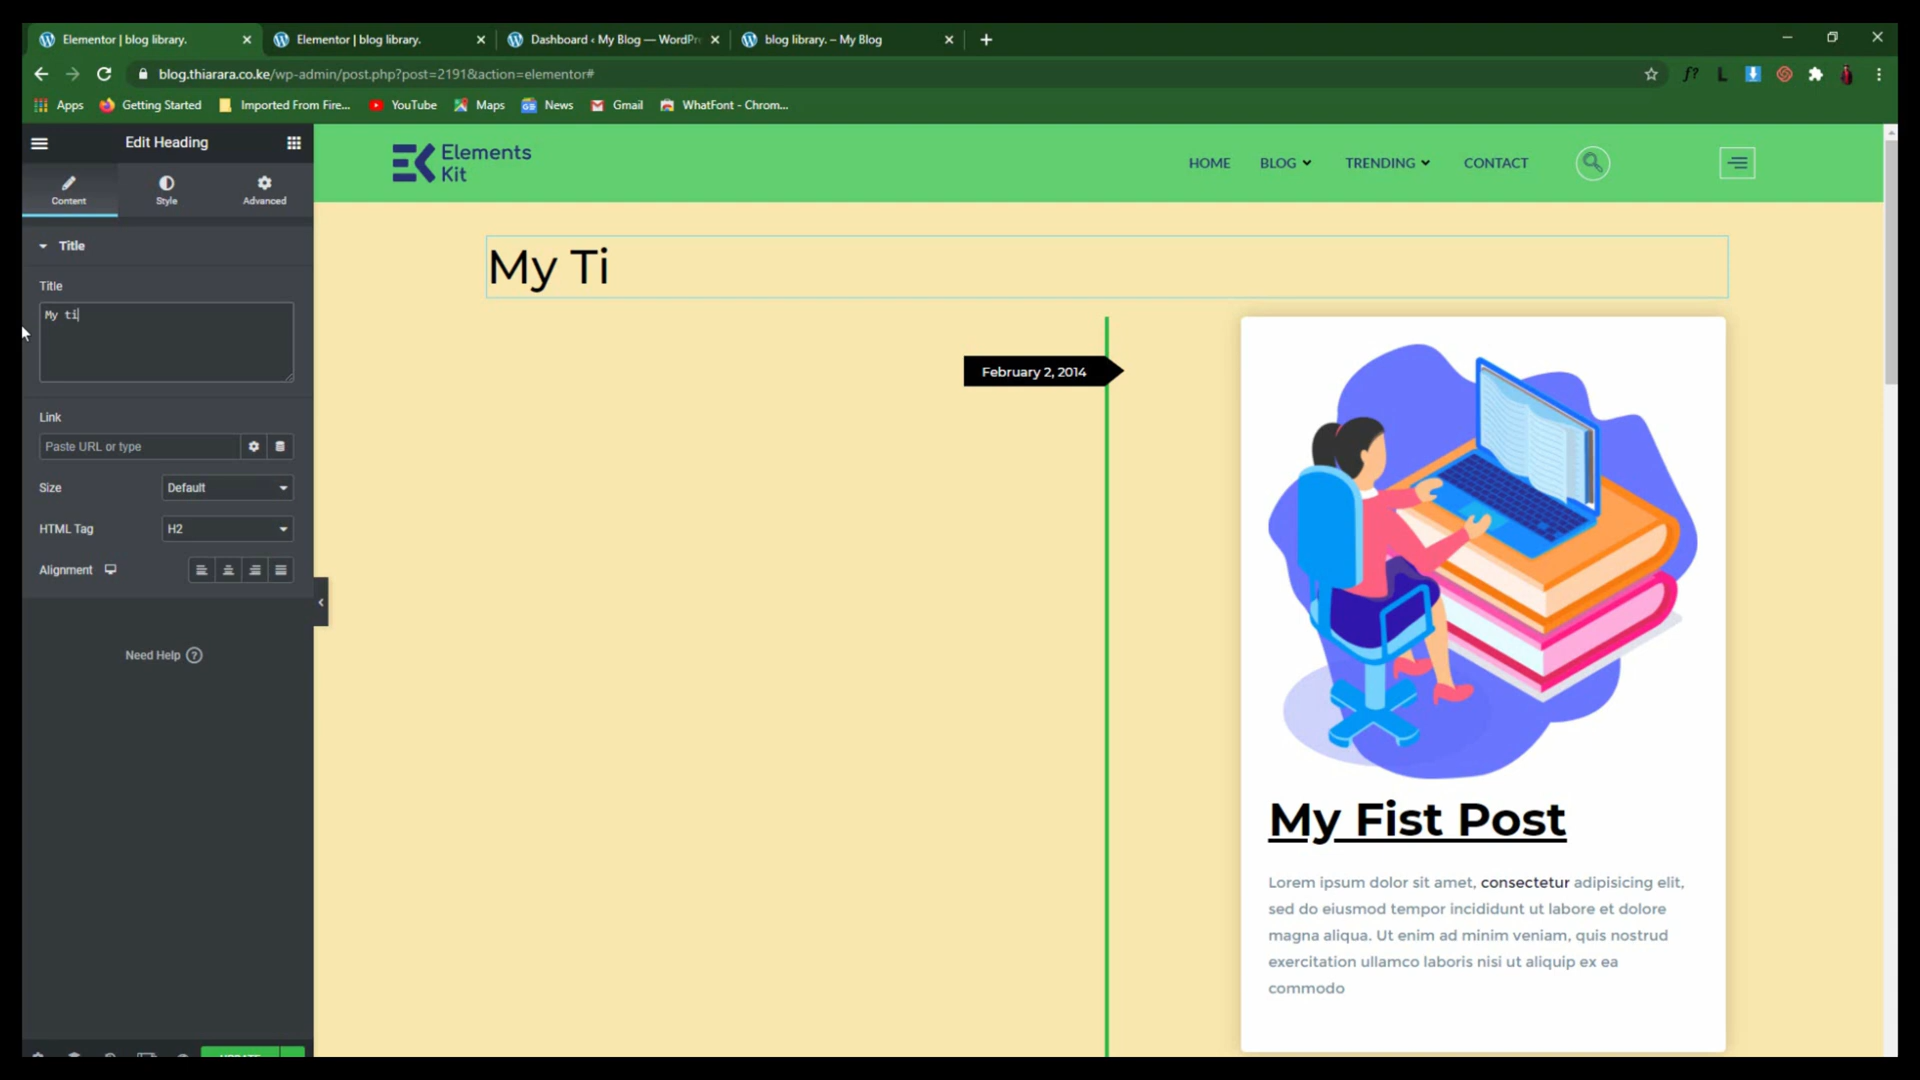 Elementor | blog library.
Elementor | blog library.
Dashboard ‹ My Blog — WordPr
blog library. – My Blog
blog.thiarara.co.ke/wp-admin/post.php?post=2191&action=elementor#
Apps
Getting Started
Imported From Fire...
YouTube
Maps
News
Gmail
WhatFont - Chrom...
Edit Heading
Content
Style
Advanced
Title
Title
My ti
Link
Paste URL or type
Size
Default
HTML Tag
H2
Alignment
Need Help
Elements
Kit
HOME
BLOG
TRENDING
CONTACT
My Ti
February 2, 2014
My Fist Post
Lorem ipsum dolor sit amet, consectetur adipisicing elit,
sed do eiusmod tempor incididunt ut labore et dolore
magna aliqua. Ut enim ad minim veniam, quis nostrud
exercitation ullamco laboris nisi ut aliquip ex ea
commodo